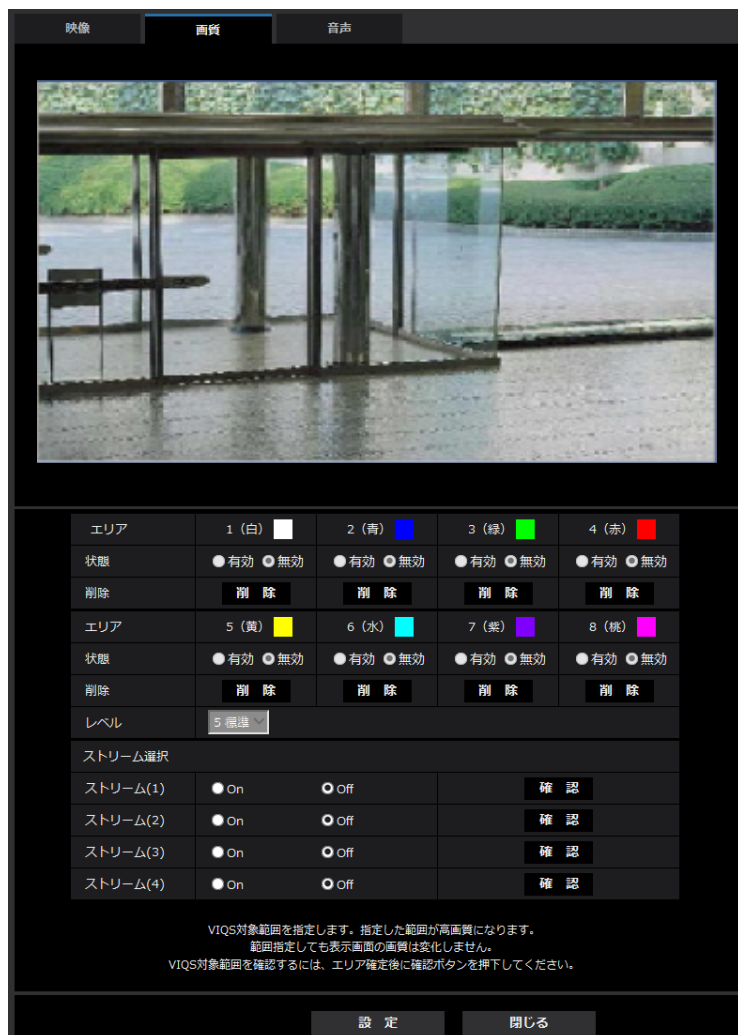 映像 画質 音声
エリア 1（白） 2（青） 3（緑） 4（赤）
状態 有効 無効 有効 無効 有効 無効 有効 無効
削除 削 除 削 除 削 除 削 除
エリア 5（黄） 6（水） 7（紫） 8（桃）
状態 有効 無効 有効 無効 有効 無効 有効 無効
削除 削 除 削 除 削 除 削 除
レベル 5 標準
ストリーム選択
ストリーム(1) On Off 確 認
ストリーム(2) On Off 確 認
ストリーム(3) On Off 確 認
ストリーム(4) On Off 確 認
VIQS対象範囲を指定します。指定した範囲が高画質になります。
範囲指定しても表示画面の画質は変化しません。
VIQS対象範囲を確認するには、エリア確定後に確認ボタンを押下してください。
設 定 閉じる